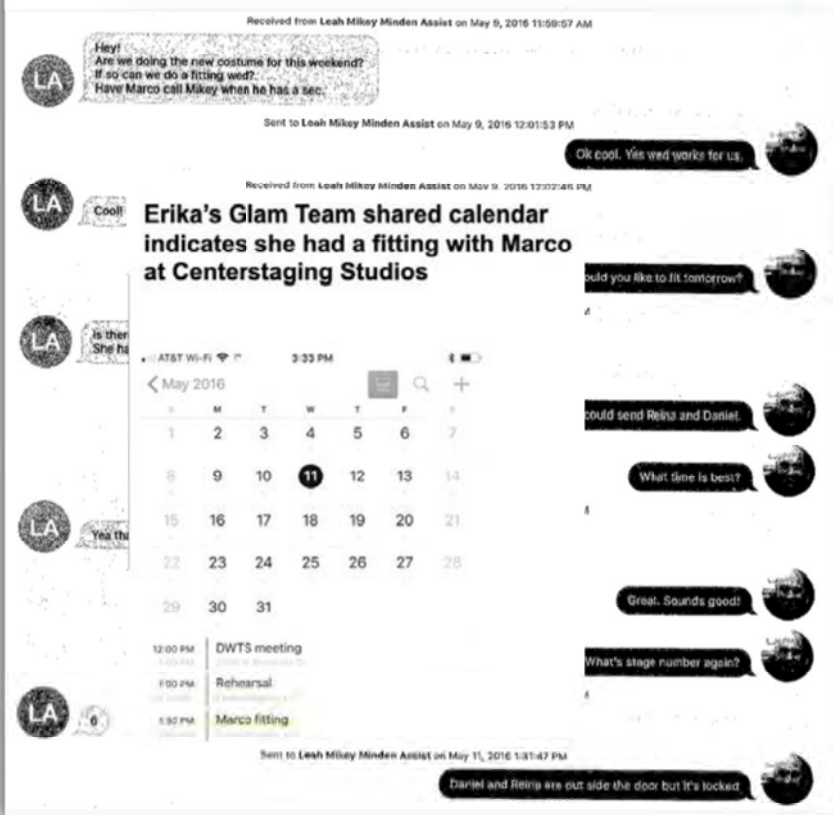 Received from Leah Mikey Minden Assist on May 9, 2016 11:59:57 AM
LA
Hey!
Are we doing the new costume for this weekend?
If so can we do a fitting wed?
Have Marco call Mikey when he has a sec.
Sent to Leah Mikey Minden Assist on May 9, 2016 12:01:53 PM
Ok cool. Yes wed works for us.
Received from Leah Mikey Minden Assist on May 9, 2016 12:02:46 PM
LA
Cool!
Erika's Glam Team shared calendar
indicates she had a fitting with Marco
at Centerstaging Studios
ould you like to fit tomorrow?
LA
Is ther
She ha
AT&T Wi-Fi 3:33 PM
May 2016
M T W T F
1 2 3 4 5 6 7
8 9 10 11 12 13 14
15 16 17 18 19 20 21
22 23 24 25 26 27 28
29 30 31
could send Reina and Daniel.
What time is best?
LA
Yea tha
Great. Sounds good!
12:00 PM DWTS meeting
What's stage number again?
Rehearsal
LA
6
Marco fitting
Sent to Leah Mikey Minden Assist on May 11, 2016 1:31:47 PM
Daniel and Reina are out side the door but it's locked